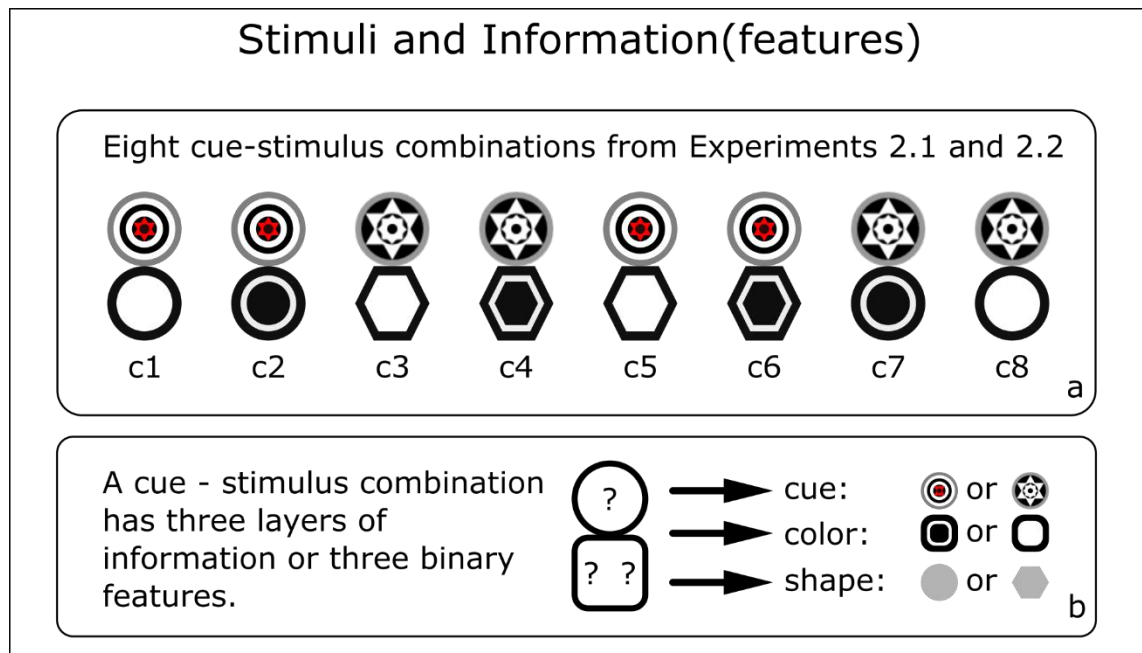 Stimuli and Information(features)
Eight cue-stimulus combinations from Experiments 2.1 and 2.2
c1 c2 c3 c4 c5 c6 c7 c8
a
A cue - stimulus combination
has three layers of
information or three binary
features.
?
? ?
cue: or
color: or
shape: or
b